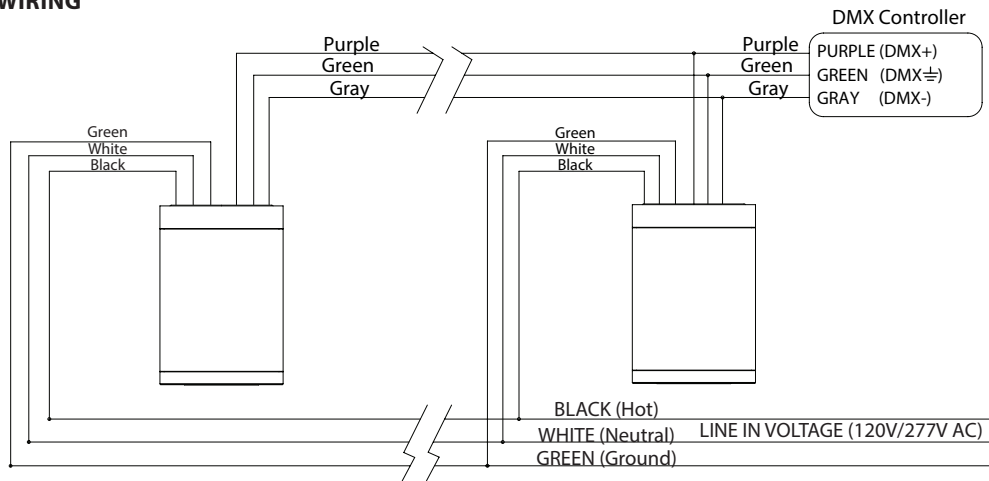 WIRING
DMX Controller
Purple Purple PURPLE (DMX+)
Green Green GREEN (DMX⏚)
Gray Gray GRAY (DMX-)
Green Green
White White
Black Black
BLACK (Hot)
WHITE (Neutral) LINE IN VOLTAGE (120V/277V AC)
GREEN (Ground)